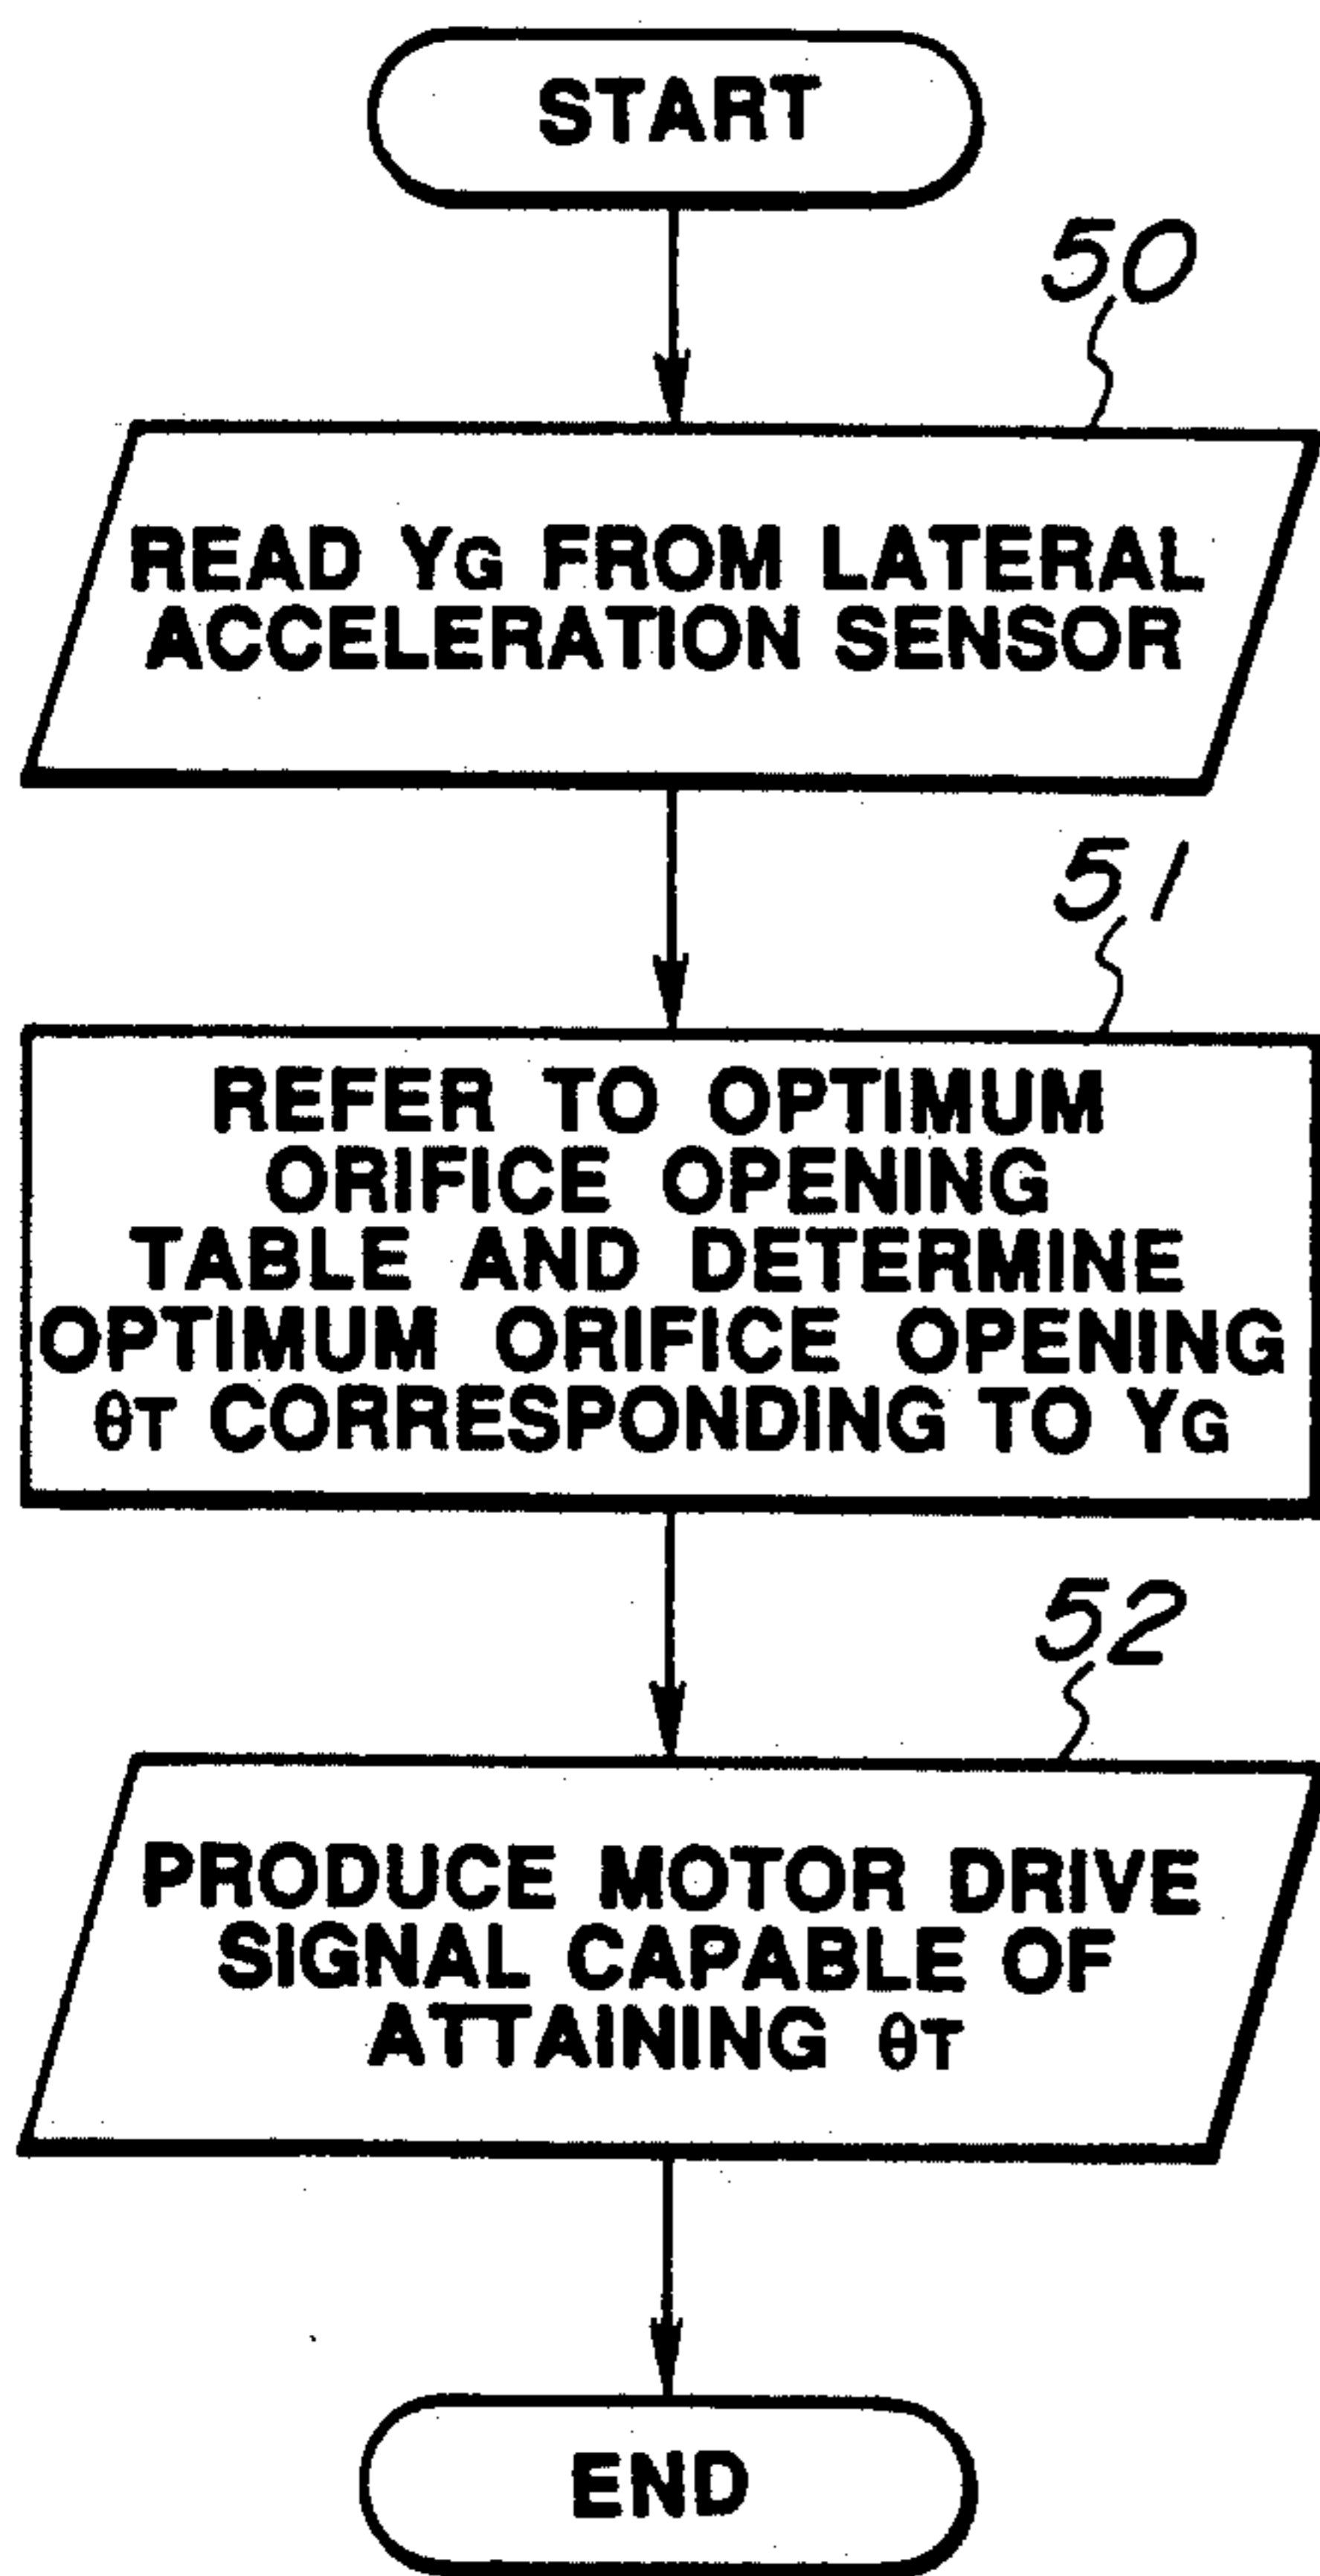 START
50
READ YG FROM LATERAL
ACCELERATION SENSOR
51
REFER TO OPTIMUM
ORIFICE OPENING
TABLE AND DETERMINE
OPTIMUM ORIFICE OPENING
θT CORRESPONDING TO YG
52
PRODUCE MOTOR DRIVE
SIGNAL CAPABLE OF
ATTAINING θT
END